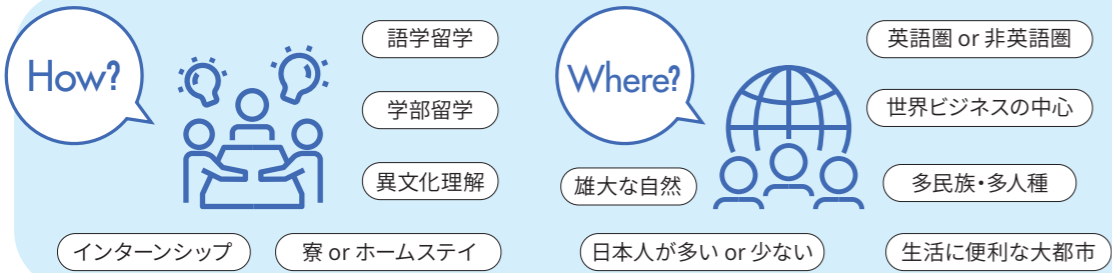 How?
語学留学
学部留学
異文化理解
インターンシップ
寮 or ホームステイ
Where?
英語圏 or 非英語圏
世界ビジネスの中心
雄大な自然
多民族・多人種
日本人が多い or 少ない
生活に便利な大都市